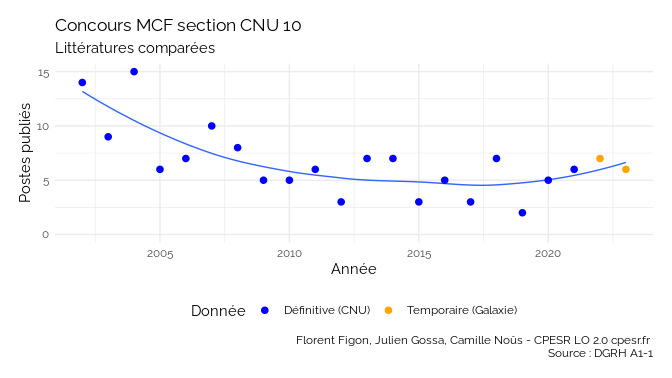 Concours MCF section CNU 10
Littératures comparées
Postes publiés
15
10
5
0
2005
2010
2015
2020
Année
Donnée
Définitive (CNU)
Temporaire (Galaxie)
Florent Figon, Julien Gossa, Camille Noûs - CPESR LO 2.0 cpesr.fr
Source : DGRH A1-1